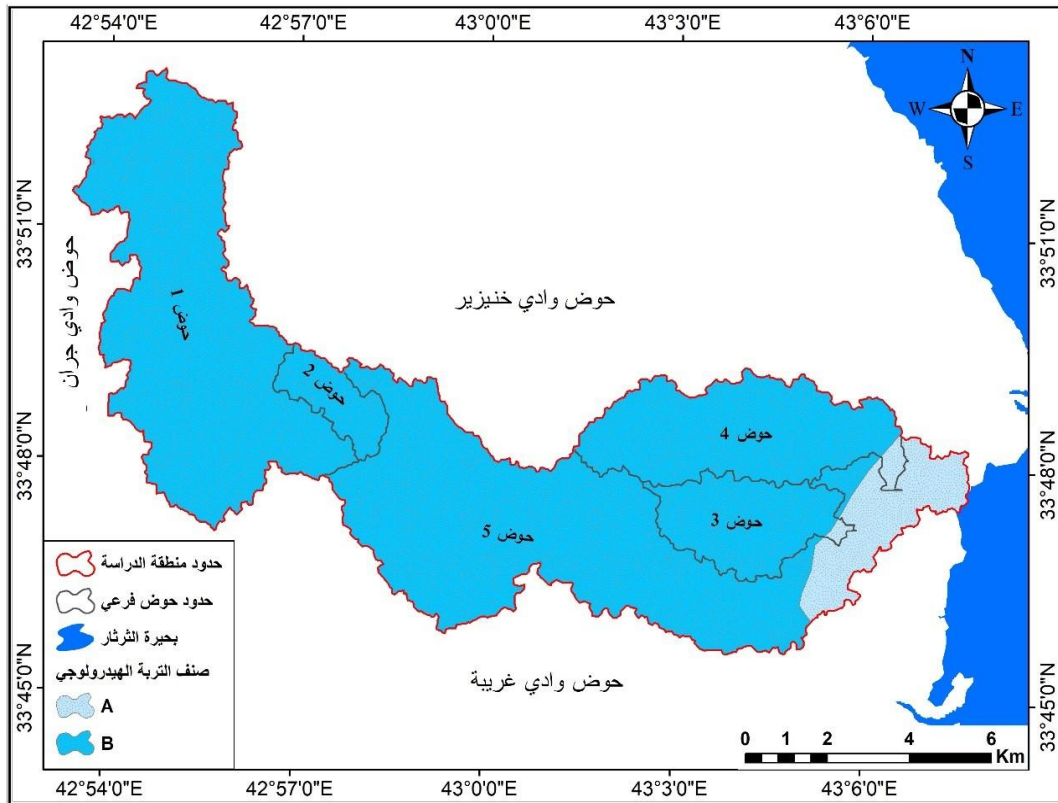 42°54'0"E 42°57'0"E 43°0'0"E 43°3'0"E 43°6'0"E
N
W E
S
33°51'0"N
33°51'0"N
حوض وادي جران
حوض 1
حوض وادي خنيزير
حوض 2
حوض 4
33°48'0"N
33°48'0"N
حوض 3
حوض 5
حدود منطقة الدراسة
حدود حوض فرعي
بحيرة الثرثار
صنف التربة الهيدرولوجي
A
B
حوض وادي غريبة
33°45'0"N
33°45'0"N
0 1 2 4 6
Km
42°54'0"E 42°57'0"E 43°0'0"E 43°3'0"E 43°6'0"E